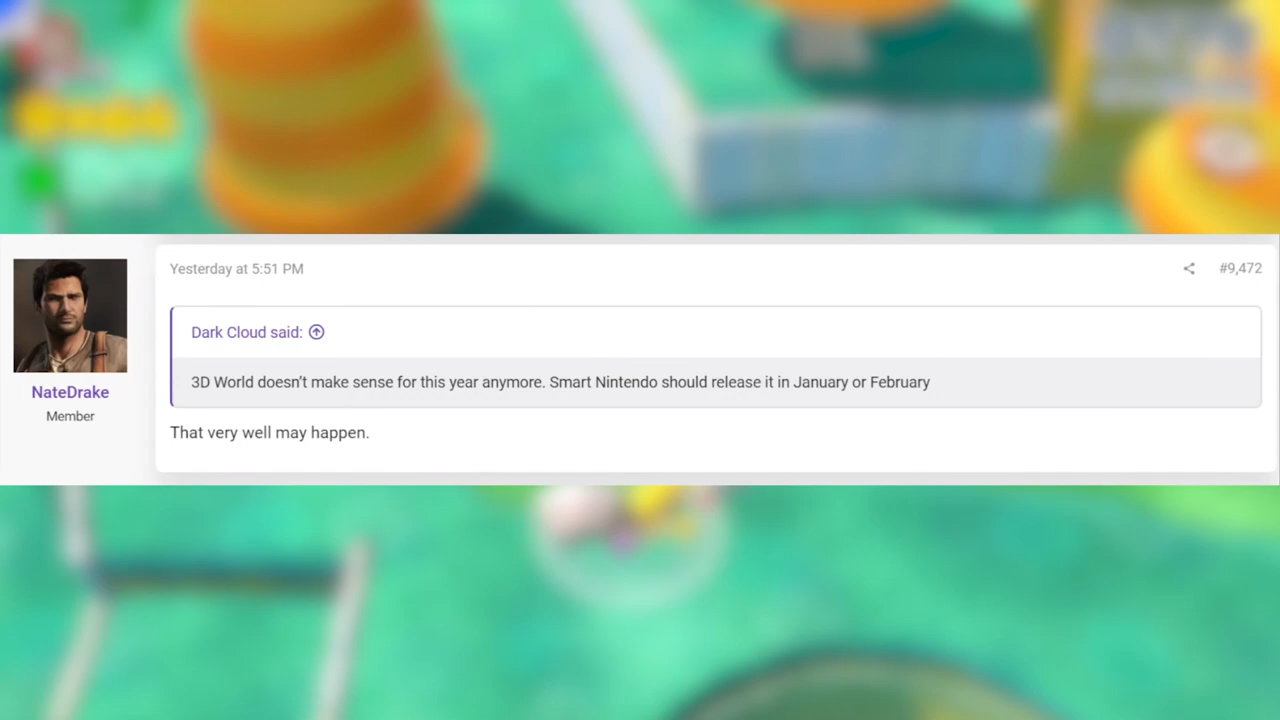 Yesterday at 5:51 PM
#9,472
Dark Cloud said:
3D World doesn’t make sense for this year anymore. Smart Nintendo should release it in January or February
NateDrake
Member
That very well may happen.